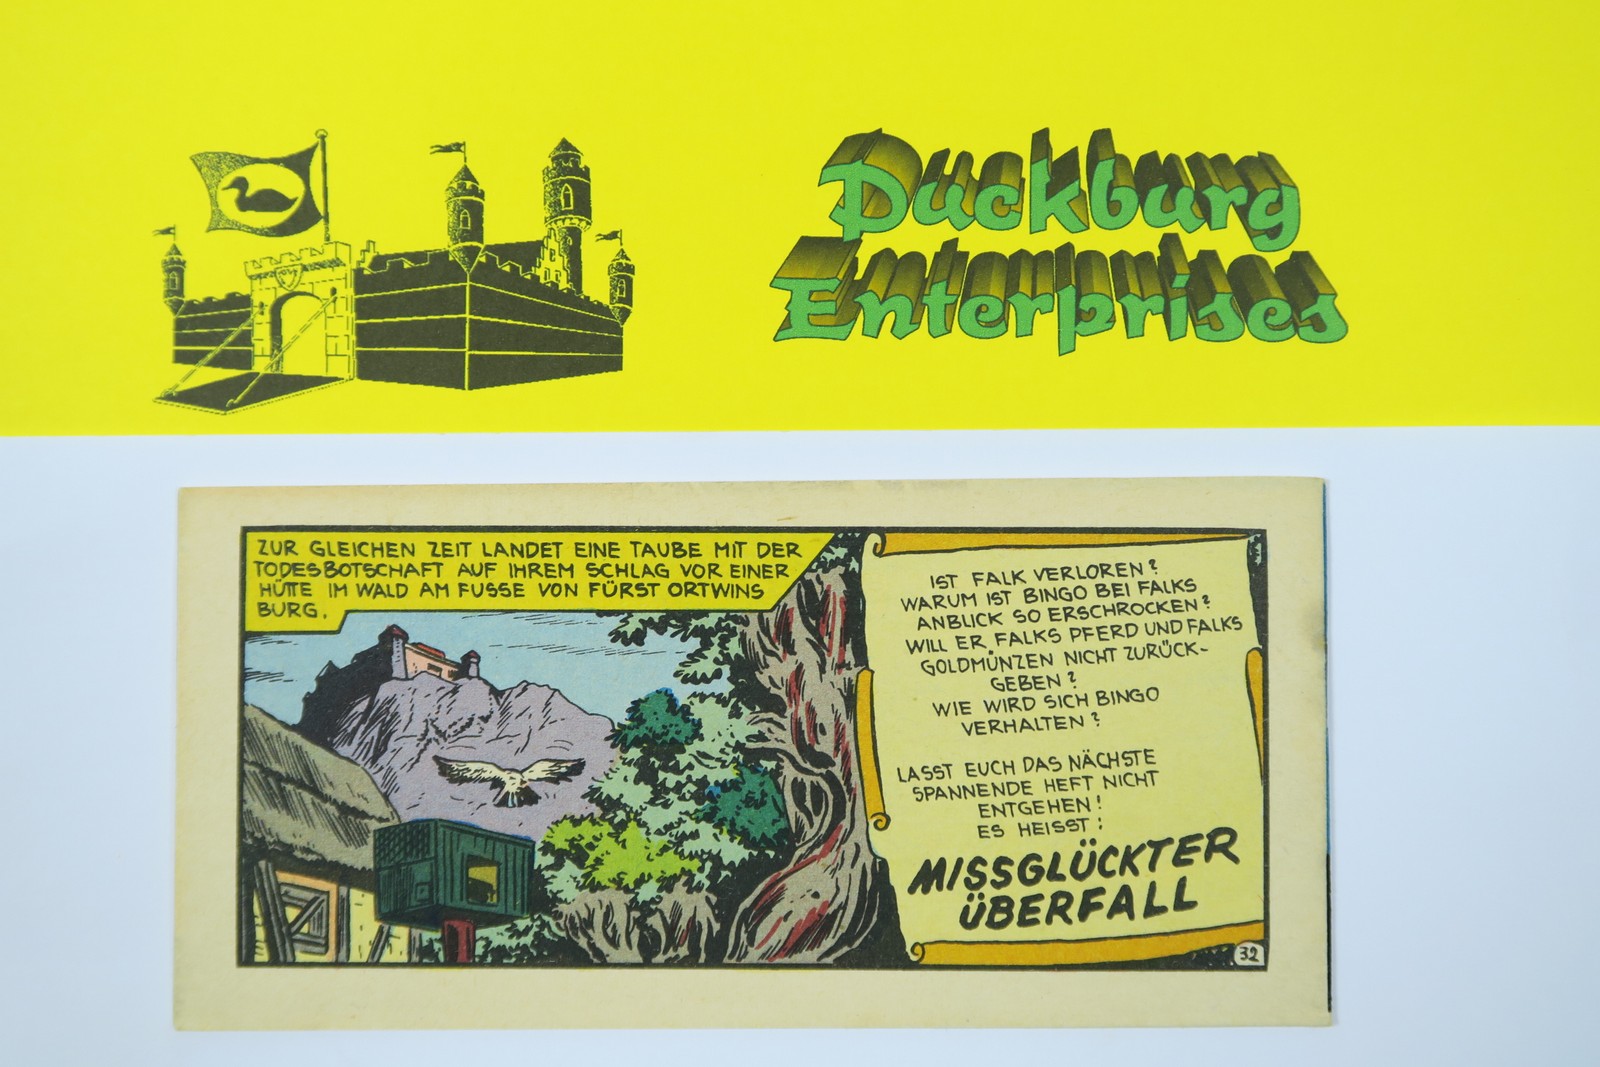 Duckburg
Enterprises
ZUR GLEICHEN ZEIT LANDET EINE TAUBE MIT DER
TODESBOTSCHAFT AUF IHREM SCHLAG VOR EINER
HÜTTE IM WALD AM FUSSE VON FÜRST ORTWINS
BURG.
IST FALK VERLOREN?
WARUM IST BINGO BEI FALKS
ANBLICK SO ERSCHROCKEN?
WILL ER FALKS PFERD UND FALKS
GOLDMÜNZEN NICHT ZURÜCK-
GEBEN?
WIE WIRD SICH BINGO
VERHALTEN?
LASST EUCH DAS NÄCHSTE
SPANNENDE HEFT NICHT
ENTGEHEN!
ES HEISST:
MISSGLÜCKTER
ÜBERFALL
32